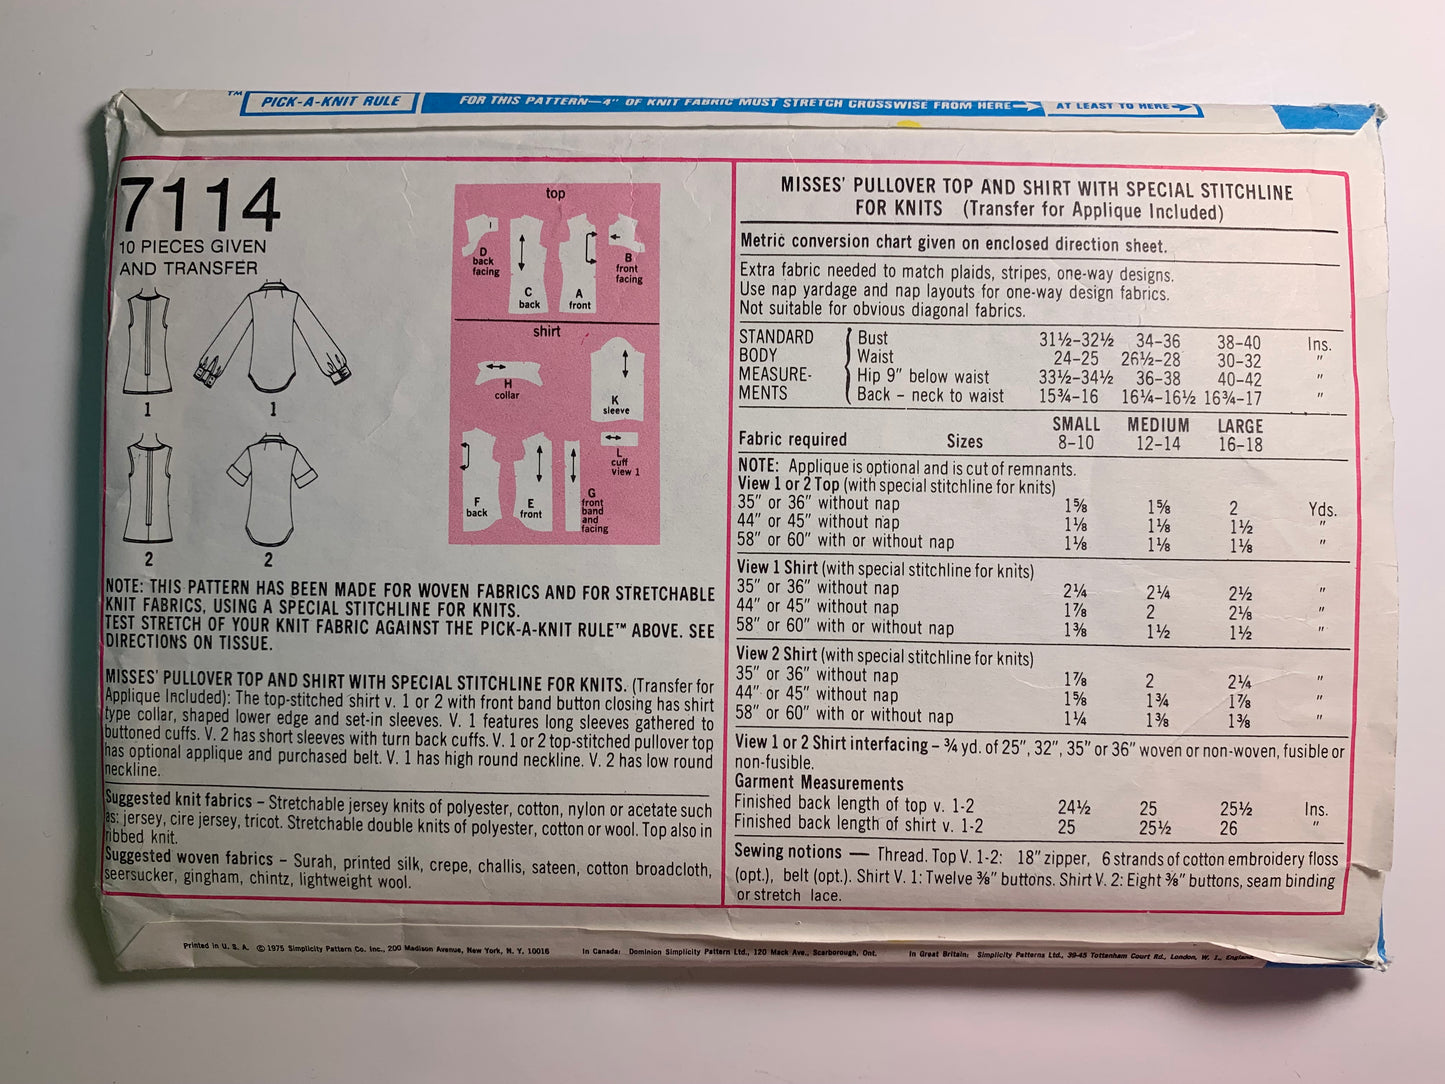 ™ PICK-A-KNIT RULE FOR THIS PATTERN—4" OF KNIT FABRIC MUST STRETCH CROSSWISE FROM HERE AT LEAST TO HERE
7114
10 PIECES GIVEN
AND TRANSFER
1
1
2
2
top
D
back
facing
C
back
A
front
B
front
facing
shirt
H
collar
K
sleeve
L
cuff
view 1
F
back
E
front
G
front
band
and
facing
NOTE: THIS PATTERN HAS BEEN MADE FOR WOVEN FABRICS AND FOR STRETCHABLE
KNIT FABRICS, USING A SPECIAL STITCHLINE FOR KNITS.
TEST STRETCH OF YOUR KNIT FABRIC AGAINST THE PICK-A-KNIT RULE™ ABOVE. SEE
DIRECTIONS ON TISSUE.
MISSES' PULLOVER TOP AND SHIRT WITH SPECIAL STITCHLINE FOR KNITS. (Transfer for
Applique Included): The top-stitched shirt v. 1 or 2 with front band button closing has shirt
type collar, shaped lower edge and set-in sleeves. V. 1 features long sleeves gathered to
buttoned cuffs. V. 2 has short sleeves with turn back cuffs. V. 1 or 2 top-stitched pullover top
has optional applique and purchased belt. V. 1 has high round neckline. V. 2 has low round
neckline.
Suggested knit fabrics – Stretchable jersey knits of polyester, cotton, nylon or acetate such
as: jersey, cire jersey, tricot. Stretchable double knits of polyester, cotton or wool. Top also in
ribbed knit.
Suggested woven fabrics – Surah, printed silk, crepe, challis, sateen, cotton broadcloth,
seersucker, gingham, chintz, lightweight wool.
MISSES' PULLOVER TOP AND SHIRT WITH SPECIAL STITCHLINE
FOR KNITS (Transfer for Applique Included)
Metric conversion chart given on enclosed direction sheet.
Extra fabric needed to match plaids, stripes, one-way designs.
Use nap yardage and nap layouts for one-way design fabrics.
Not suitable for obvious diagonal fabrics.
STANDARD Bust 31½–32½ 34–36 38–40 Ins.
BODY Waist 24–25 26½–28 30–32 "
MEASURE- Hip 9" below waist 33½–34½ 36–38 40–42 "
MENTS Back – neck to waist 15¾–16 16¼–16½ 16¾–17 "
SMALL MEDIUM LARGE
Fabric required Sizes 8–10 12–14 16–18
NOTE: Applique is optional and is cut of remnants.
View 1 or 2 Top (with special stitchline for knits)
35" or 36" without nap 1⅝ 1⅝ 2 Yds.
44" or 45" without nap 1⅛ 1⅛ 1½ "
58" or 60" with or without nap 1⅛ 1⅛ 1⅛ "
View 1 Shirt (with special stitchline for knits)
35" or 36" without nap 2¼ 2¼ 2½ "
44" or 45" without nap 1⅞ 2 2⅛ "
58" or 60" with or without nap 1⅜ 1½ 1½ "
View 2 Shirt (with special stitchline for knits)
35" or 36" without nap 1⅞ 2 2¼ "
44" or 45" without nap 1⅝ 1¾ 1⅞ "
58" or 60" with or without nap 1¼ 1⅜ 1⅜ "
View 1 or 2 Shirt interfacing – ¾ yd. of 25", 32", 35" or 36" woven or non-woven, fusible or
non-fusible.
Garment Measurements
Finished back length of top v. 1-2 24½ 25 25½ Ins.
Finished back length of shirt v. 1-2 25 25½ 26 "
Sewing notions — Thread. Top V. 1-2: 18" zipper, 6 strands of cotton embroidery floss
(opt.), belt (opt.). Shirt V. 1: Twelve ⅜" buttons. Shirt V. 2: Eight ⅜" buttons, seam binding
or stretch lace.
Printed in U. S. A. © 1975 Simplicity Pattern Co. Inc., 200 Madison Avenue, New York, N. Y. 10016 In Canada: Dominion Simplicity Pattern Ltd., 120 Mack Ave., Scarborough, Ont. In Great Britain: Simplicity Patterns Ltd., 39-45 Tottenham Court Rd., London, W. 1., England